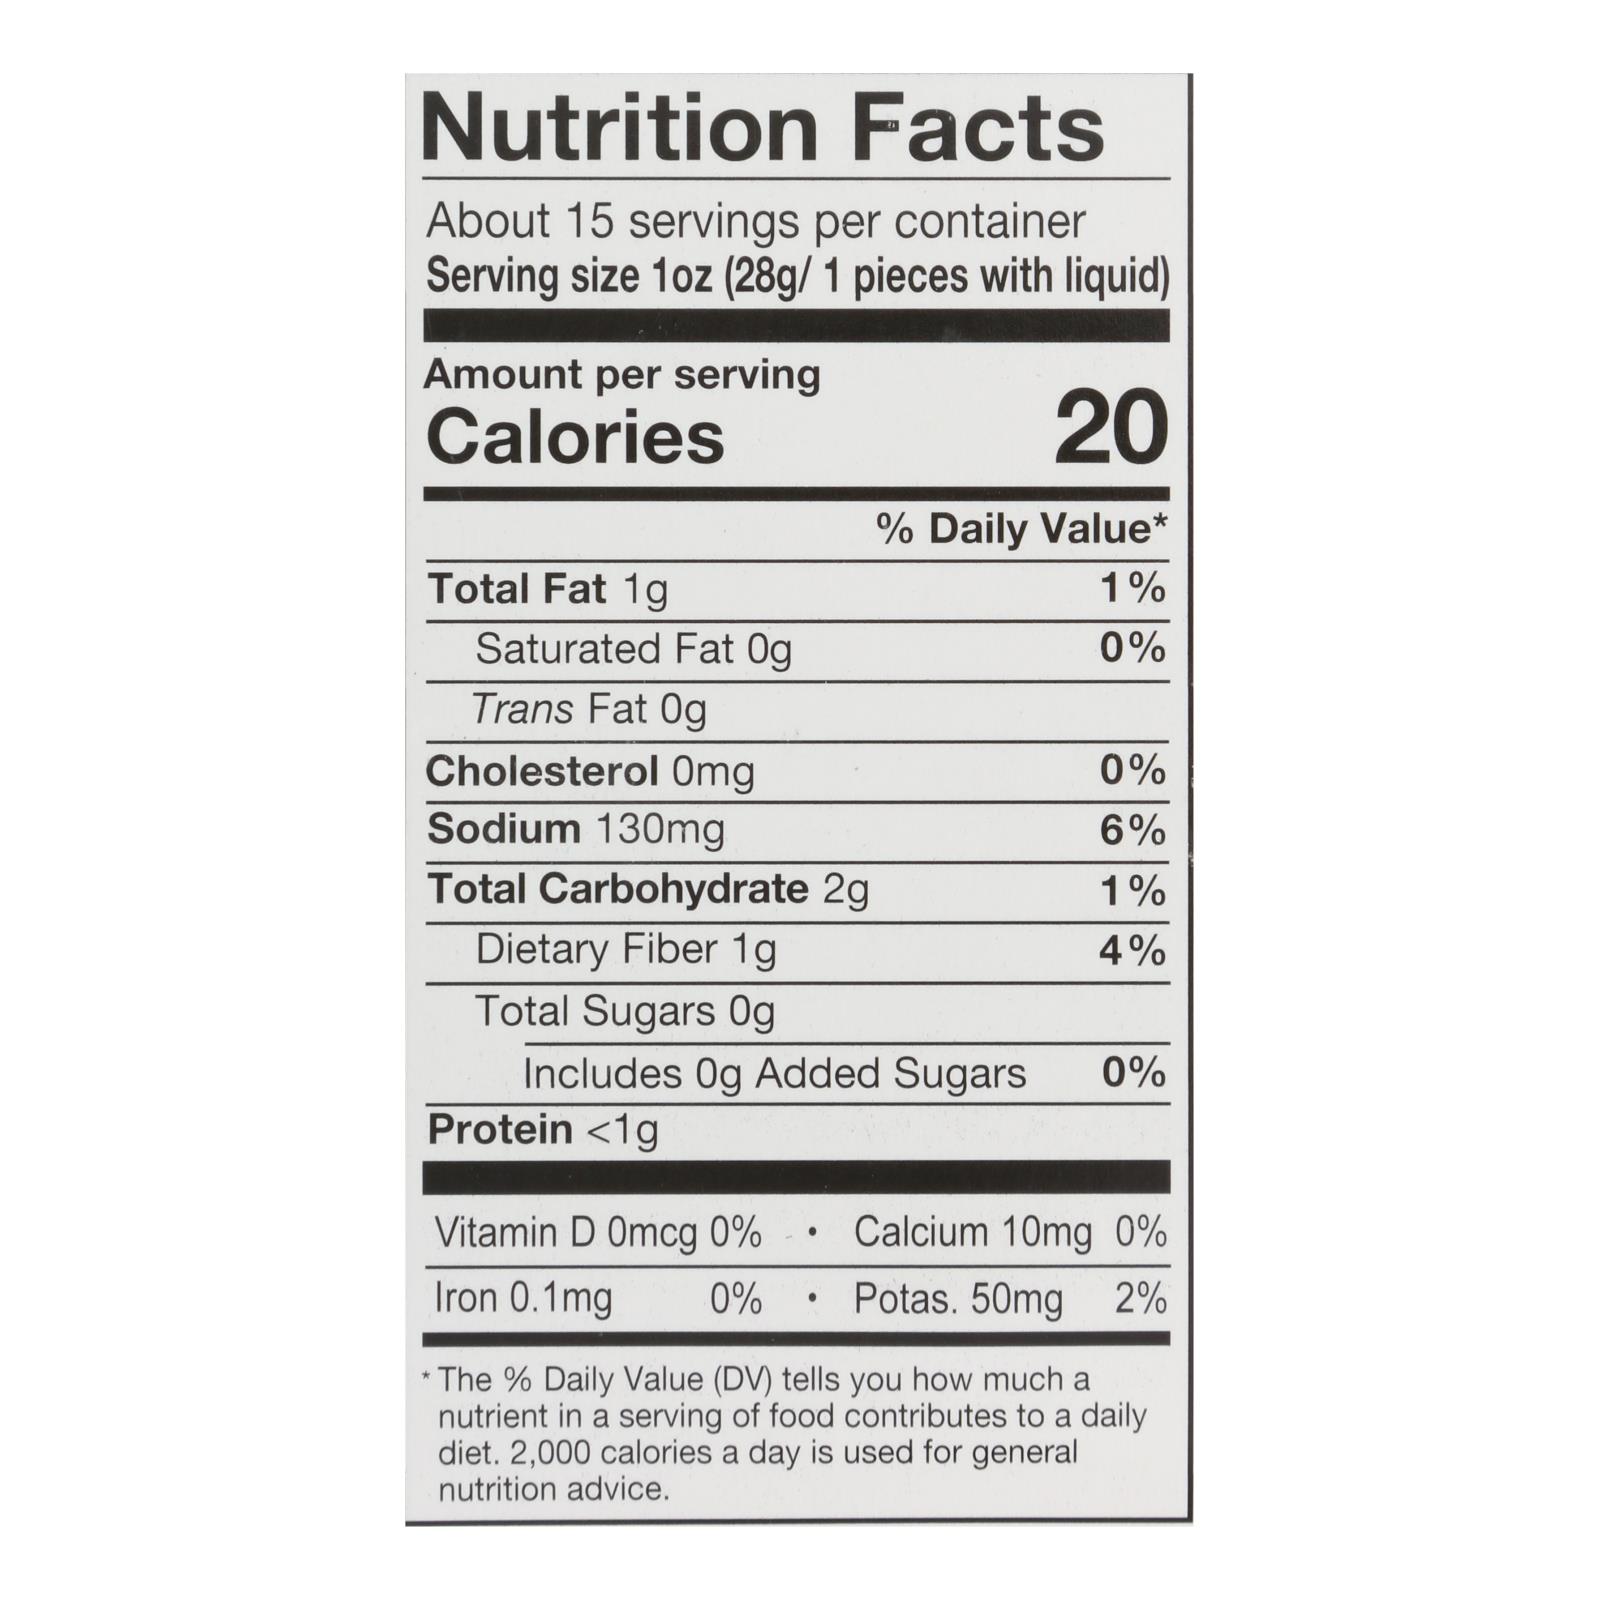 Nutrition Facts
About 15 servings per container
Serving size 1oz (28g/ 1 pieces with liquid)
Amount per serving
Calories 20
% Daily Value*
Total Fat 1g 1%
Saturated Fat 0g 0%
Trans Fat 0g
Cholesterol 0mg 0%
Sodium 130mg 6%
Total Carbohydrate 2g 1%
Dietary Fiber 1g 4%
Total Sugars 0g
Includes 0g Added Sugars 0%
Protein <1g
Vitamin D 0mcg 0% • Calcium 10mg 0%
Iron 0.1mg 0% • Potas. 50mg 2%
* The % Daily Value (DV) tells you how much a
nutrient in a serving of food contributes to a daily
diet. 2,000 calories a day is used for general
nutrition advice.